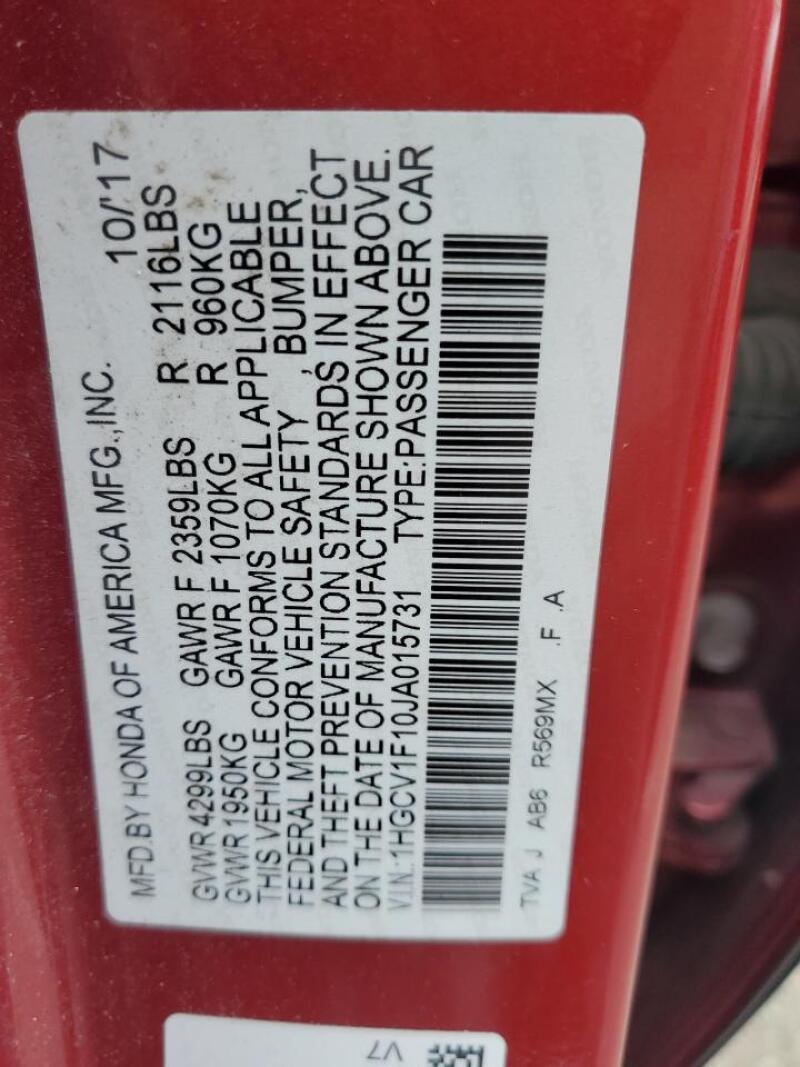 MFD.BY HONDA OF AMERICA MFG.,INC. 10/'17
GVWR 4299LBS GAWR F 2359LBS R 2116LBS
GVWR 1950KG GAWR F 1070KG R 960KG
THIS VEHICLE CONFORMS TO ALL APPLICABLE
FEDERAL MOTOR VEHICLE SAFETY , BUMPER,
AND THEFT PREVENTION STANDARDS IN EFFECT
ON THE DATE OF MANUFACTURE SHOWN ABOVE.
V.I.N.:1HGCV1F10JA015731 TYPE:PASSENGER CAR
TVA J AB6 R569MX .F .A
V7